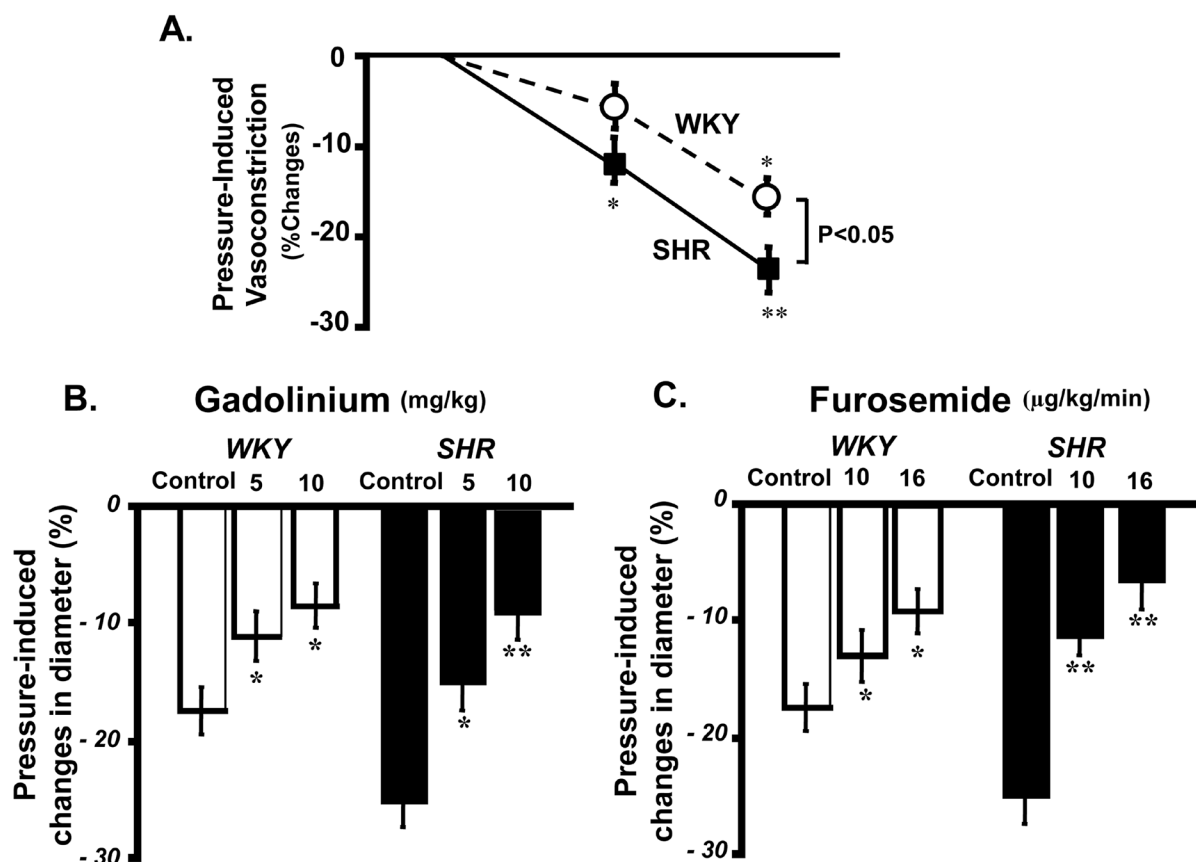 A.
0
-10
-20
-30
Pressure-Induced
Vasoconstriction
(%Changes)
WKY
SHR
*
*
**
P<0.05
B.
Gadolinium (mg/kg)
WKY SHR
Control 5 10 Control 5 10
0
- 10
- 20
- 30
Pressure-induced
changes in diameter (%)
*
*
*
**
C.
Furosemide (μg/kg/min)
WKY SHR
Control 10 16 Control 10 16
0
- 10
- 20
- 30
Pressure-induced
changes in diameter (%)
*
*
**
**